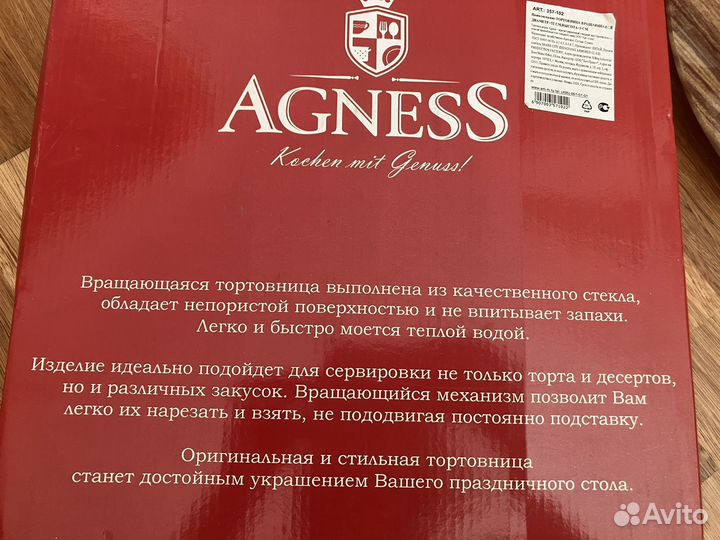 ART.: 357-102
AGNESS
Kochen mit Genuss!
Вращающаяся тортовница выполнена из качественного стекла,
обладает непористой поверхностью и не впитывает запахи.
Легко и быстро моется теплой водой.
Изделие идеально подойдет для сервировки не только торта и десертов,
но и различных закусок. Вращающийся механизм позволит Вам
легко их нарезать и взять, не пододвигая постоянно подставку.
Оригинальная и стильная тортовница
станет достойным украшением Вашего праздничного стола.
Avito